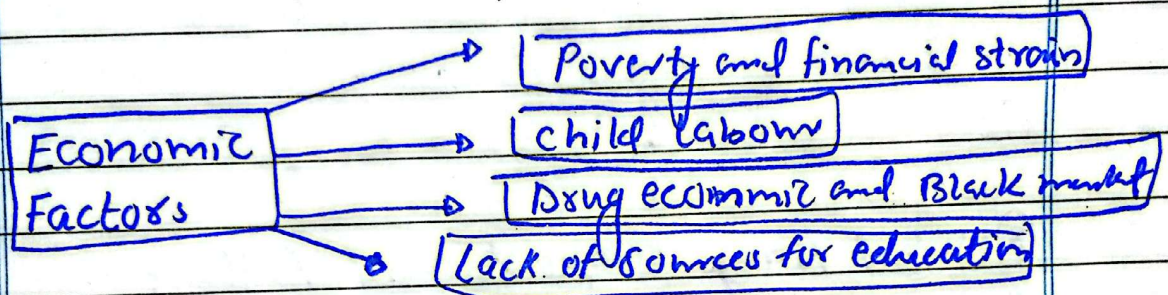 Poverty and financial strain
Economic
child labour
Factors
Drug economic and Black market
Lack of sources for education